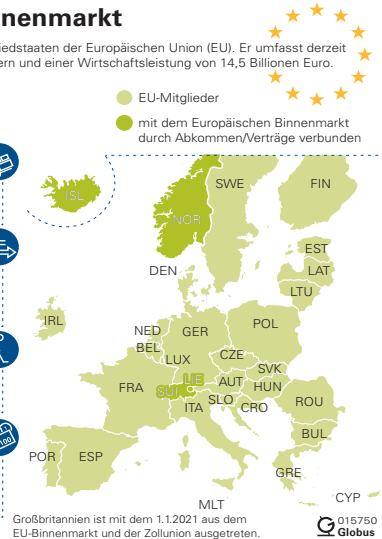 nenmarkt
iedstaaten der Europäischen Union (EU). Er umfasst derzeit
ern und einer Wirtschaftsleistung von 14,5 Billionen Euro.
EU-Mitglieder
mit dem Europäischen Binnenmarkt
durch Abkommen/Verträge verbunden
ISL
SWE
FIN
NOR
EST
DEN
LAT
LTU
IRL
NED
GER
POL
BEL
LUX
CZE
SVK
FRA
SUI
LIE
AUT
HUN
ITA
SLO
CRO
ROU
BUL
POR
ESP
GRE
MLT
CYP
100
Großbritannien ist mit dem 1.1.2021 aus dem
EU-Binnenmarkt und der Zollunion ausgetreten.
015750
Globus